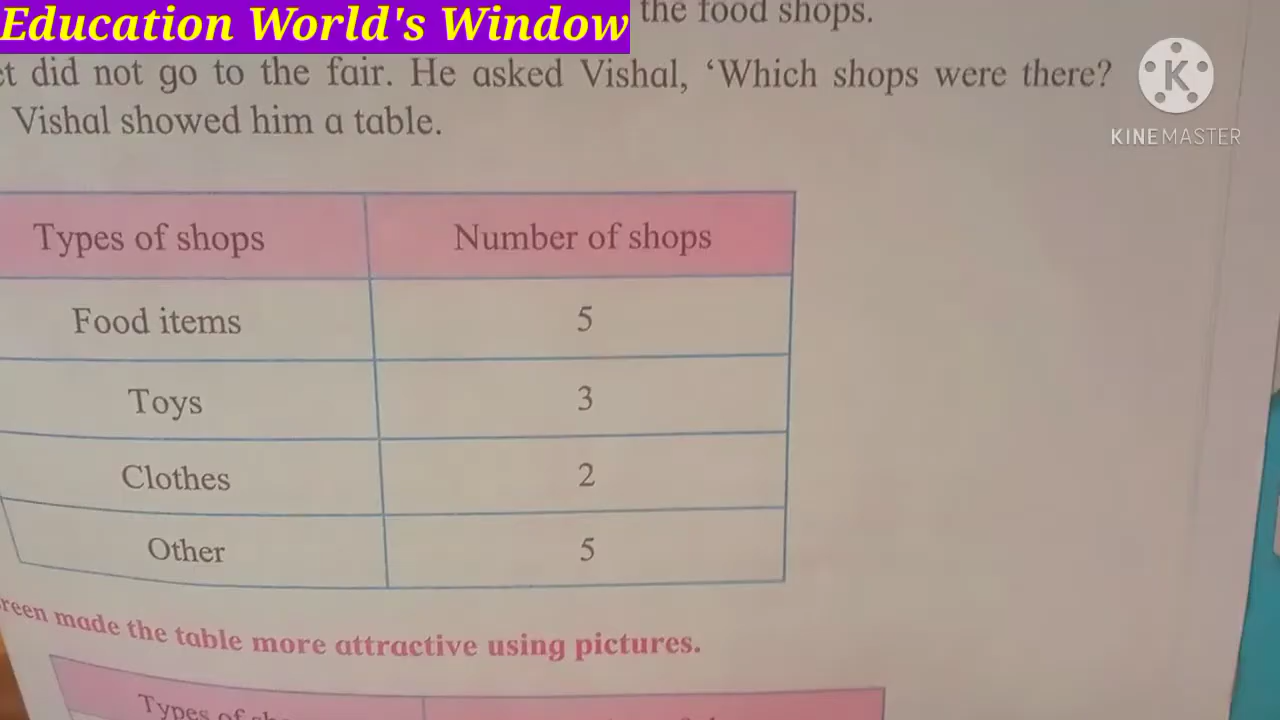 Education World's Window the food shops.
did not go to the fair. He asked Vishal, ‘Which shops were there?
Vishal showed him a table.
K
KINEMASTER
Types of shops Number of shops
Food items 5
Toys 3
Clothes 2
Other 5
made the table more attractive using pictures.
Types of